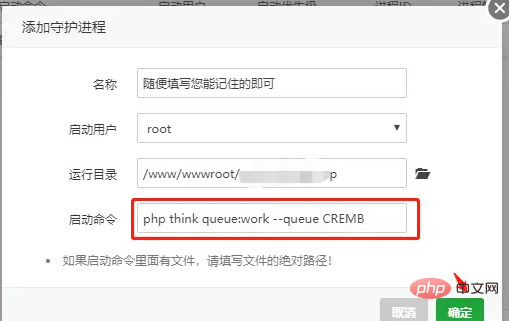 启动命令 启动用户 启动优先级 进程ID 进程
添加守护进程
名称 随便填写您能记住的即可
启动用户 root
运行目录 /www/wwwroot/ p
启动命令 php think queue:work --queue CREMB
如果启动命令里面有文件，请填写文件的绝对路径！
php 中文网
取消 确定